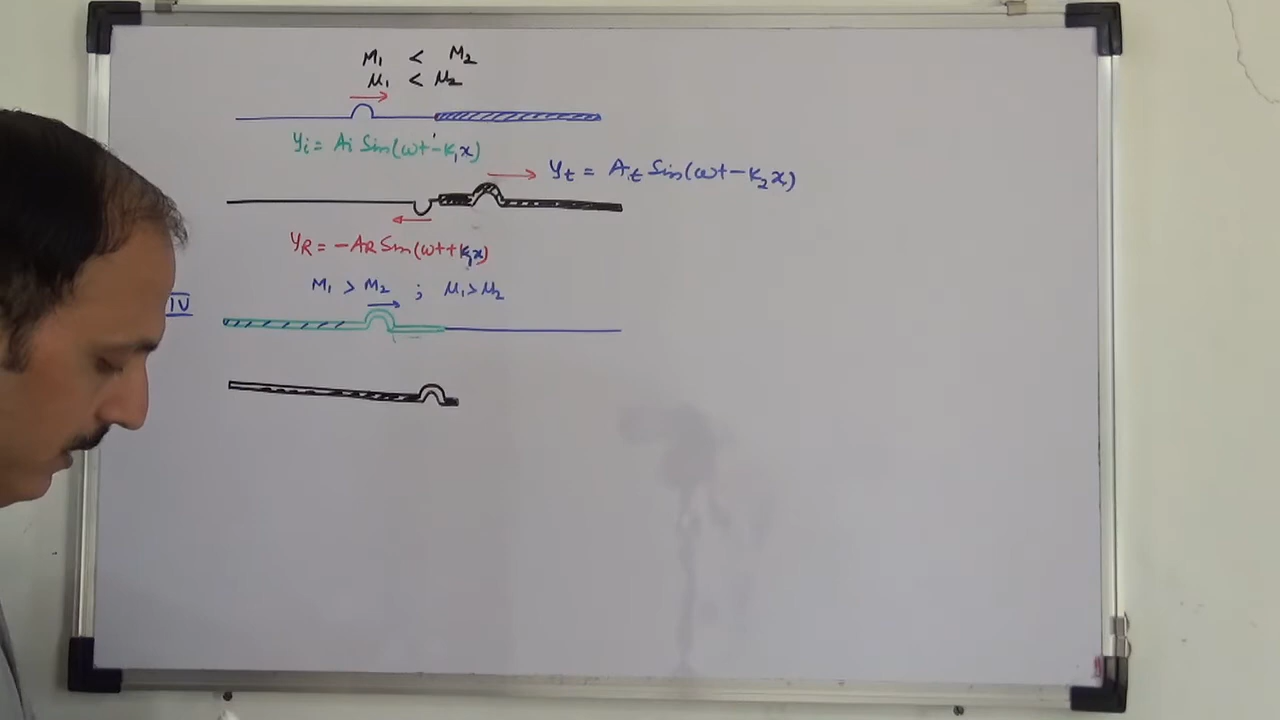 M₁ < M₂
μ₁ < μ₂
yᵢ = Aᵢ Sin(ωt - K₁x)
yₜ = Aₜ Sin(ωt - K₂x)
y_R = -A_R Sin(ωt + K₁x)
M₁ > M₂ ; μ₁ > μ₂
IV